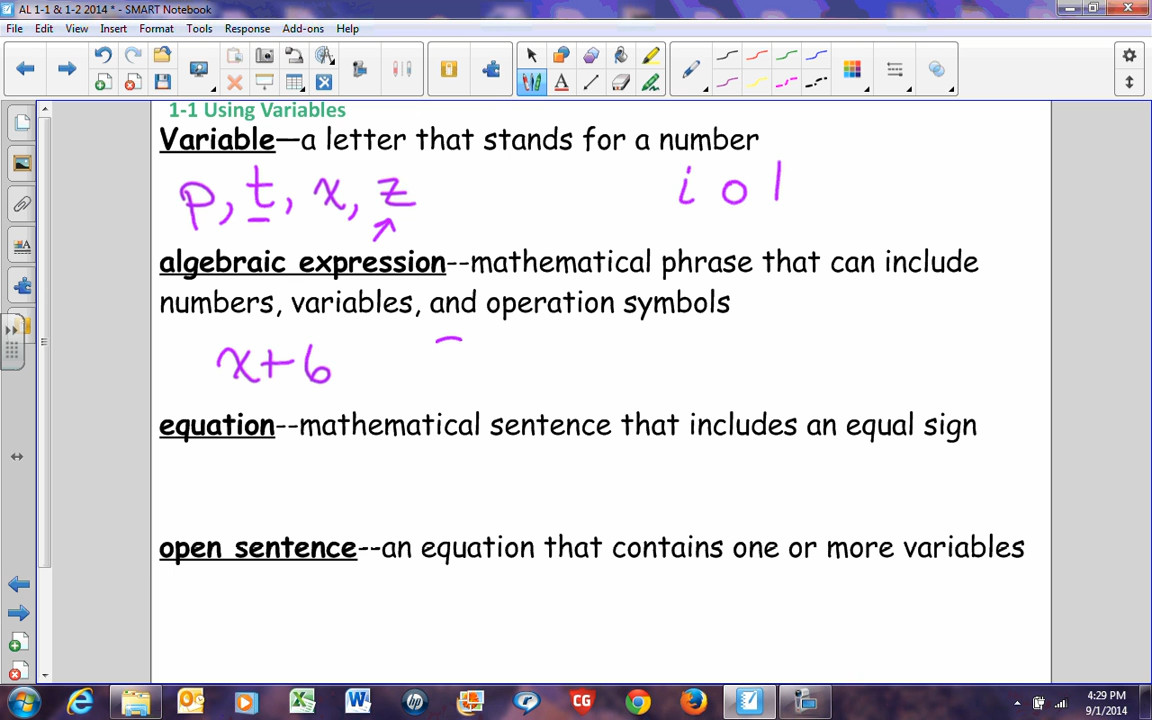 AL 1-1 & 1-2 2014 * - SMART Notebook
File Edit View Insert Format Tools Response Add-ons Help
1-1 Using Variables
Variable—a letter that stands for a number
p, t, x, z i o l
algebraic expression--mathematical phrase that can include
numbers, variables, and operation symbols
x+6
equation--mathematical sentence that includes an equal sign
open sentence--an equation that contains one or more variables
4:29 PM
9/1/2014